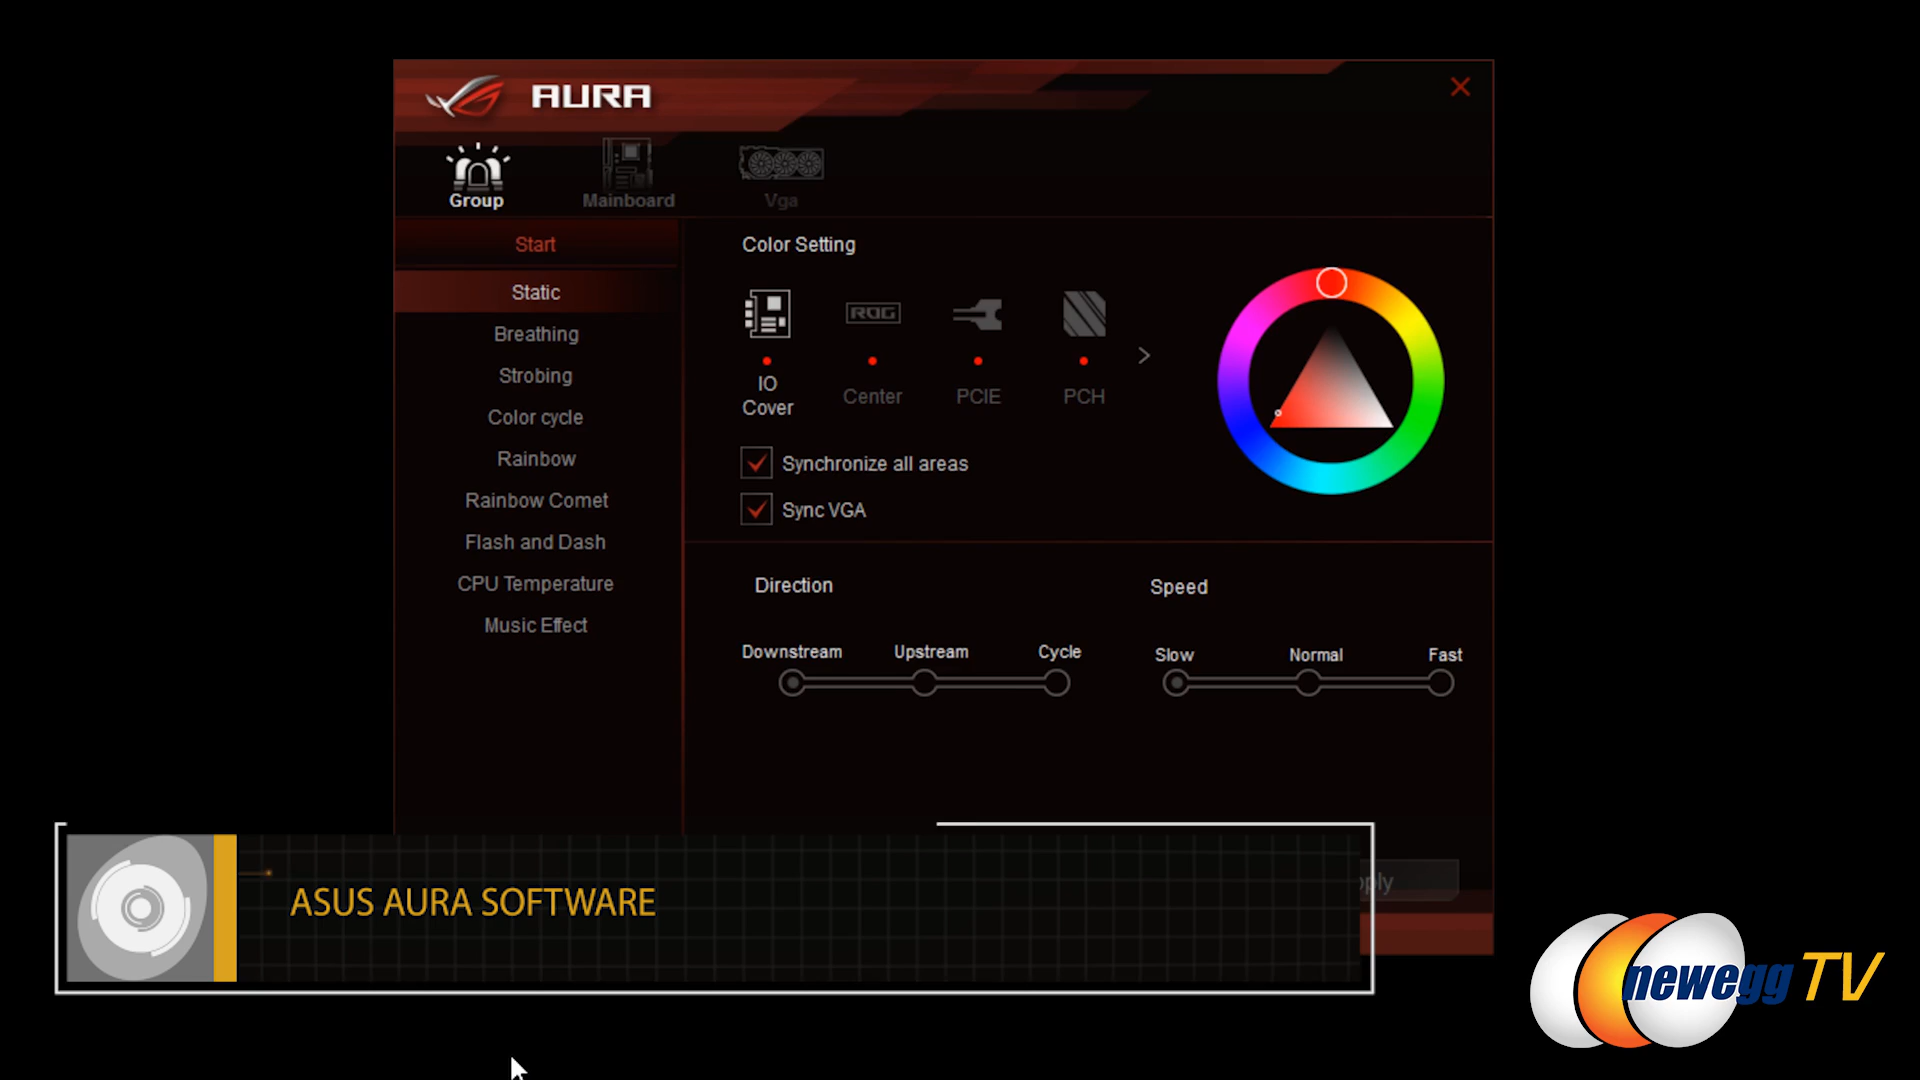 AURA
Group
Mainboard
Vga
Start
Static
Breathing
Strobing
Color cycle
Rainbow
Rainbow Comet
Flash and Dash
CPU Temperature
Music Effect
Color Setting
ROG
IO Cover
Center
PCIE
PCH
Synchronize all areas
Sync VGA
Direction
Downstream
Upstream
Cycle
Speed
Slow
Normal
Fast
pply
ASUS AURA SOFTWARE
newegg TV